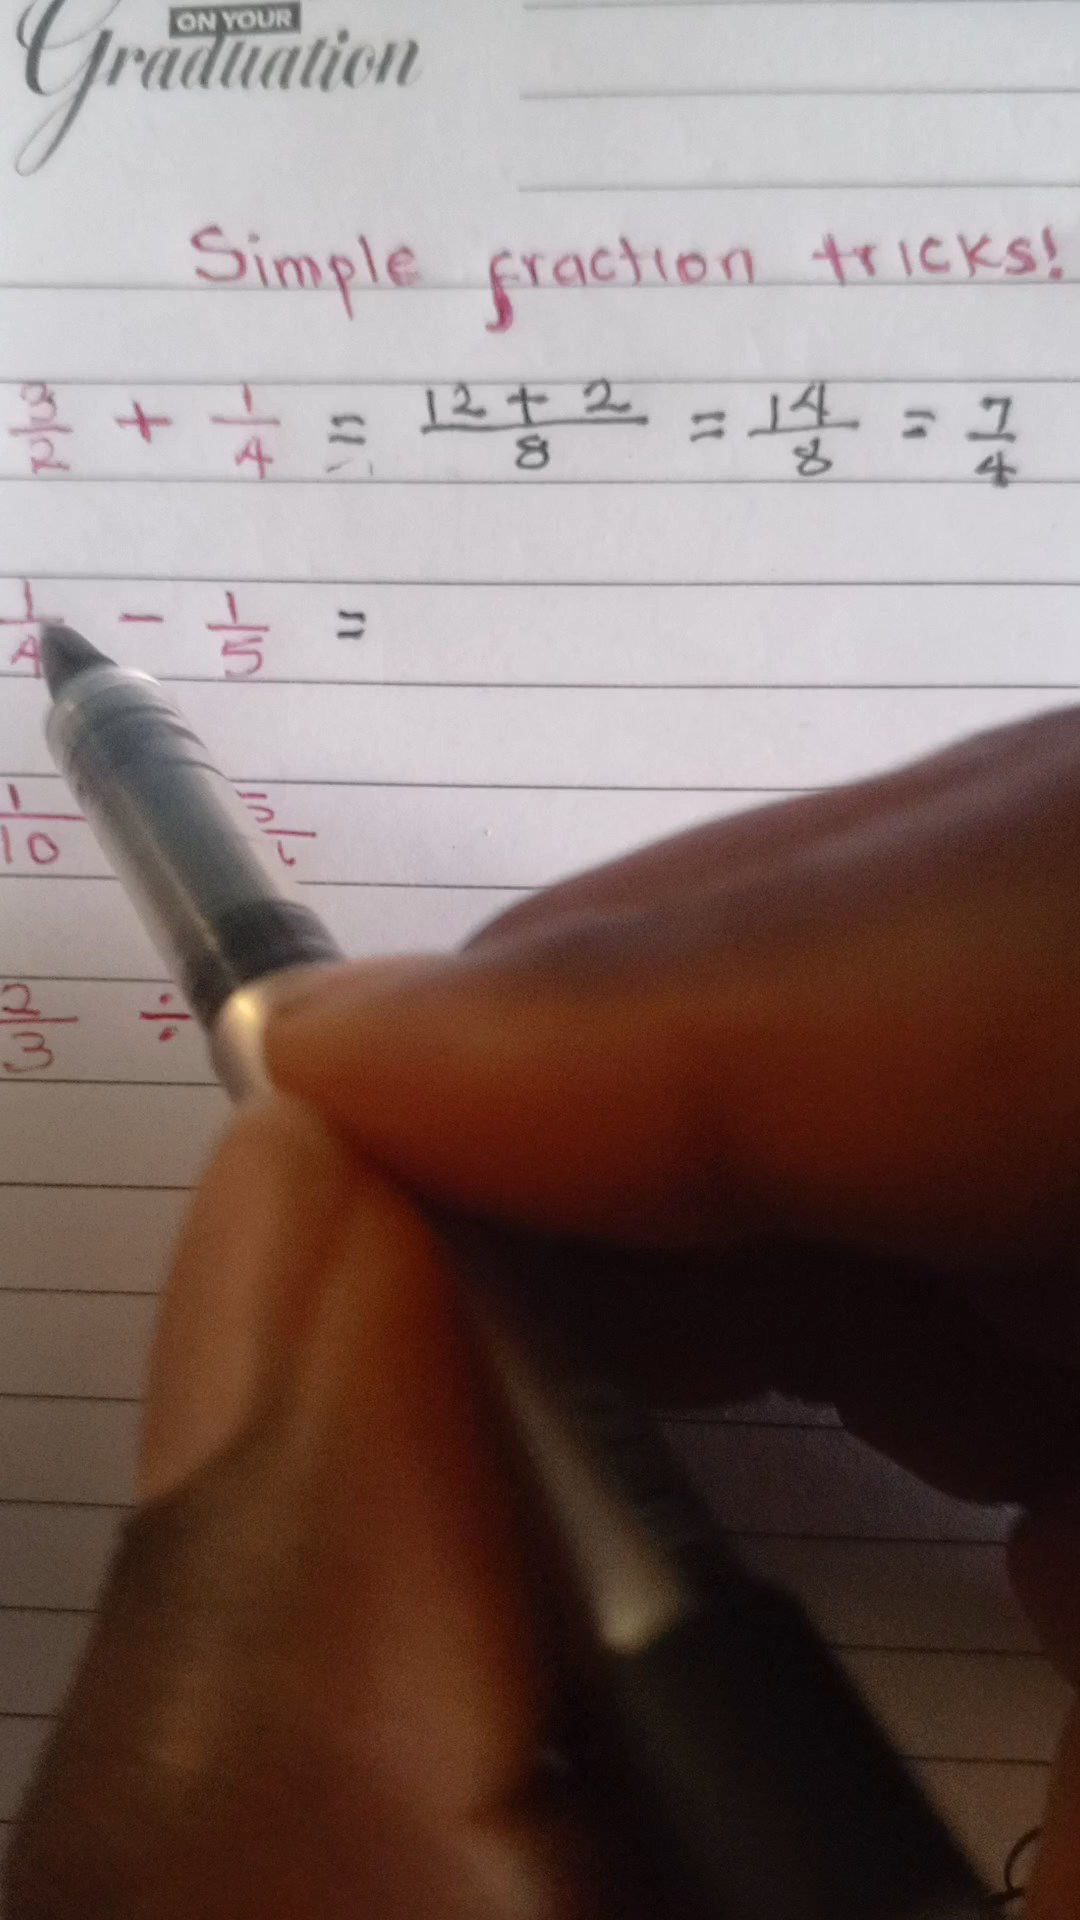 ON YOUR
Graduation
Simple fraction tricks!
3/2 + 1/4 = 12+2/8 = 14/8 = 7/4
1/4 - 1/5 =
1/10
2/3 ÷